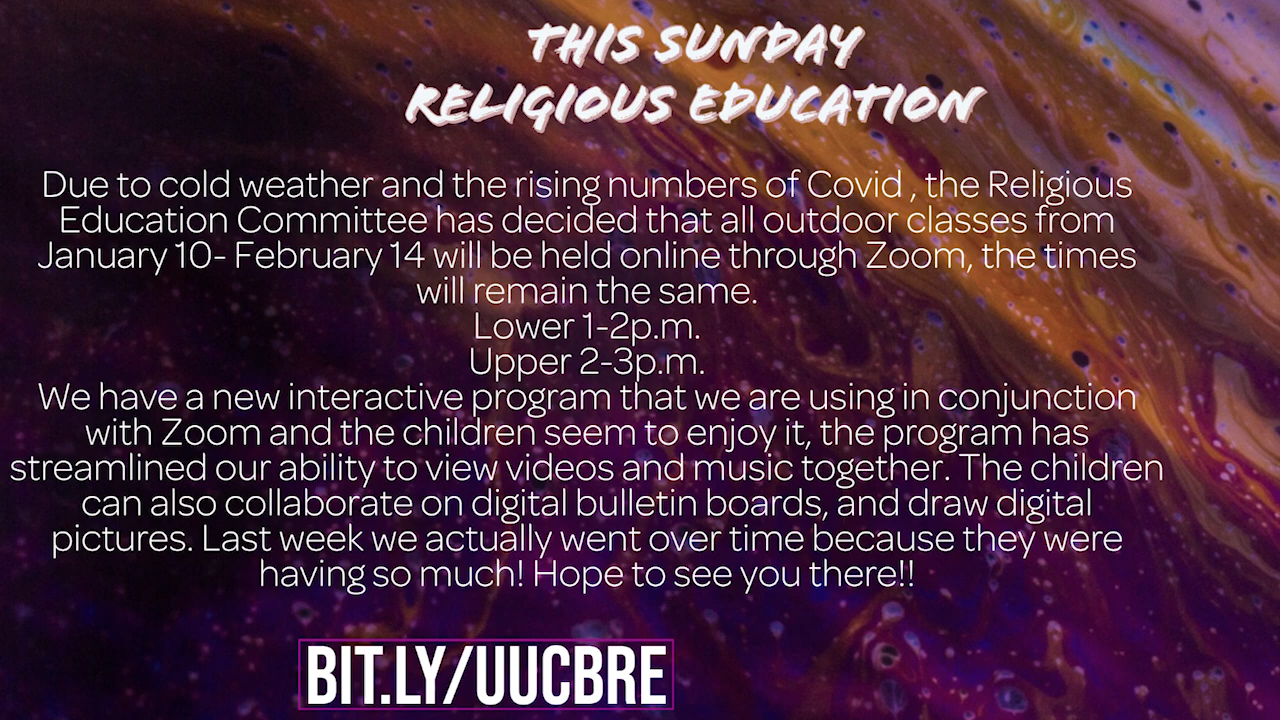 THIS SUNDAY
RELIGIOUS EDUCATION
Due to cold weather and the rising numbers of Covid , the Religious
Education Committee has decided that all outdoor classes from
January 10- February 14 will be held online through Zoom, the times
will remain the same.
Lower 1-2p.m.
Upper 2-3p.m.
We have a new interactive program that we are using in conjunction
with Zoom and the children seem to enjoy it, the program has
streamlined our ability to view videos and music together. The children
can also collaborate on digital bulletin boards, and draw digital
pictures. Last week we actually went over time because they were
having so much! Hope to see you there!!
BIT.LY/UUCBRE